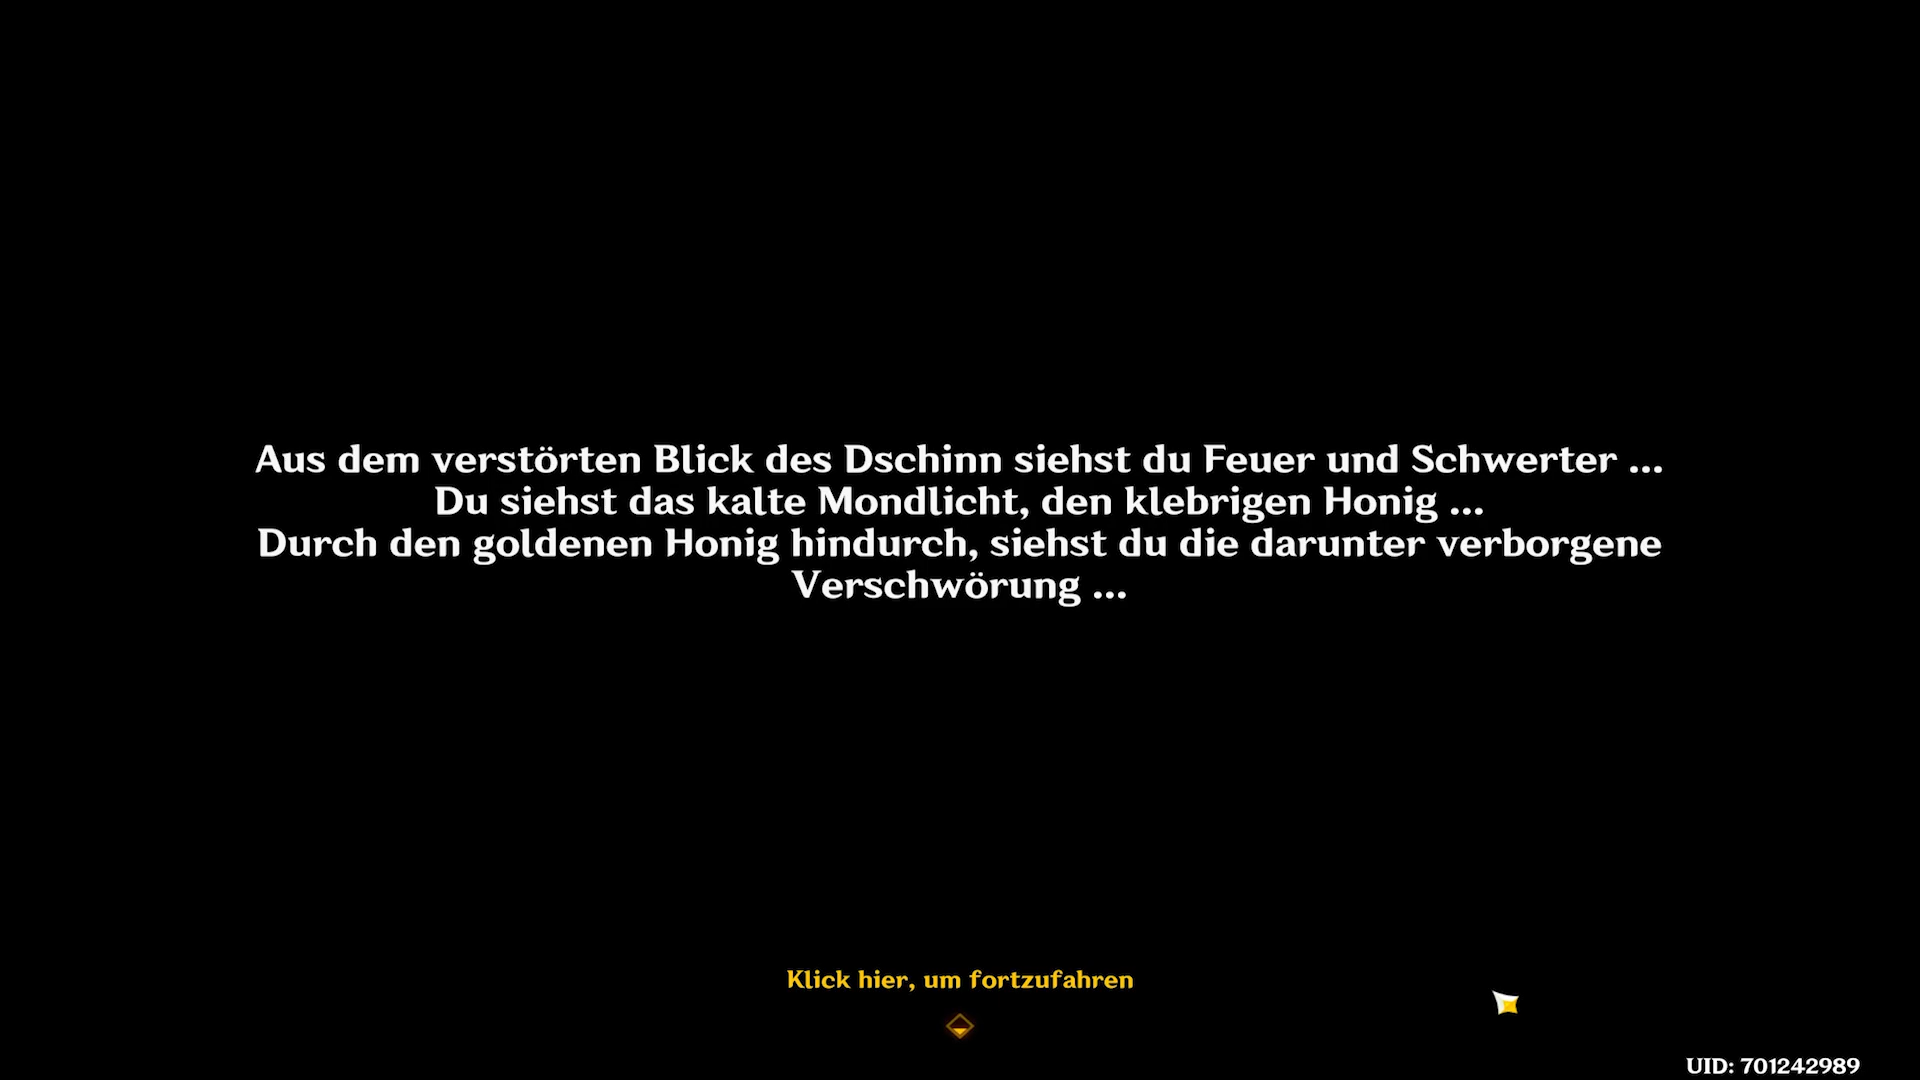 Aus dem verstörten Blick des Dschinn siehst du Feuer und Schwerter ...
Du siehst das kalte Mondlicht, den klebrigen Honig ...
Durch den goldenen Honig hindurch, siehst du die darunter verborgene
Verschwörung ...
Klick hier, um fortzufahren
UID: 701242989